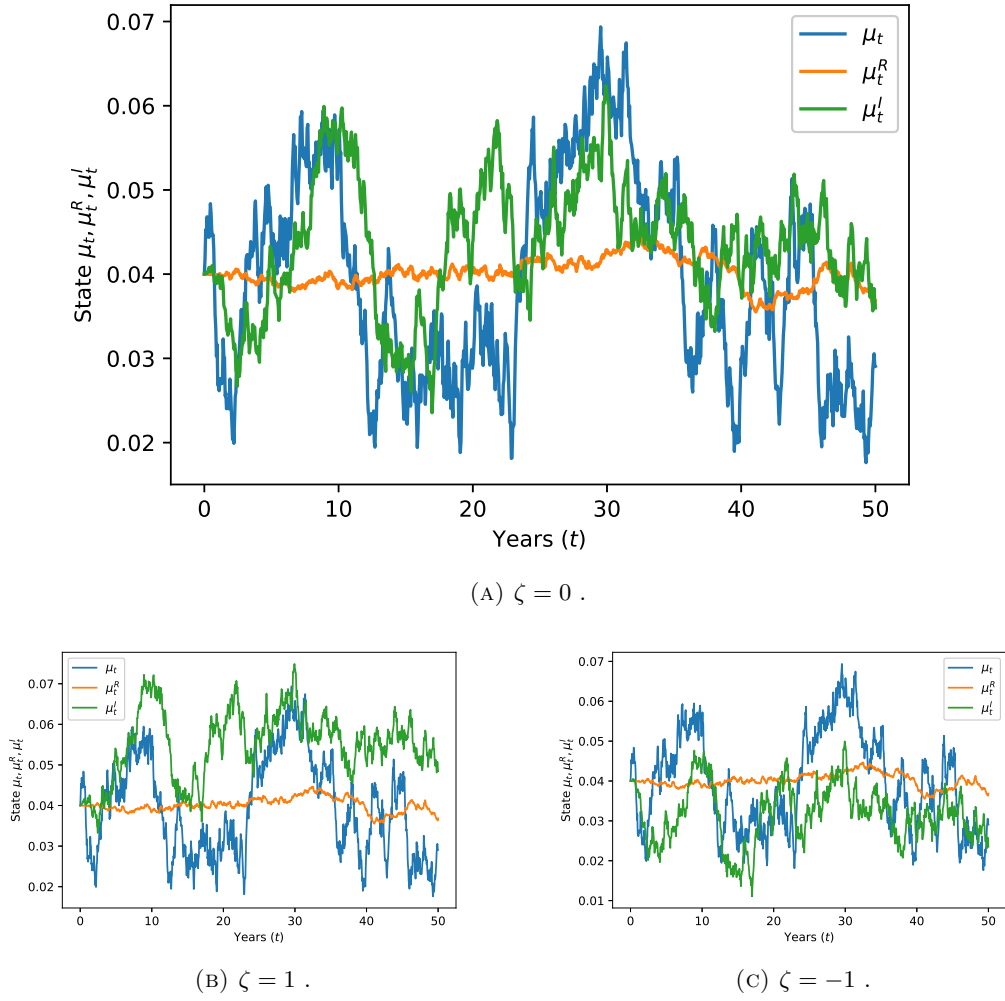 0.07
0.06
0.05
0.04
0.03
0.02
State μ_t, μ_t^R, μ_t^I
μ_t
μ_t^R
μ_t^I
0 10 20 30 40 50
Years (t)
(A) ζ = 0 .
0.07
0.06
0.05
0.04
0.03
0.02
State μ_t, μ_t^R, μ_t^I
μ_t
μ_t^R
μ_t^I
0 10 20 30 40 50
Years (t)
(B) ζ = 1 .
0.07
0.06
0.05
0.04
0.03
0.02
0.01
State μ_t, μ_t^R, μ_t^I
μ_t
μ_t^R
μ_t^I
0 10 20 30 40 50
Years (t)
(C) ζ = −1 .